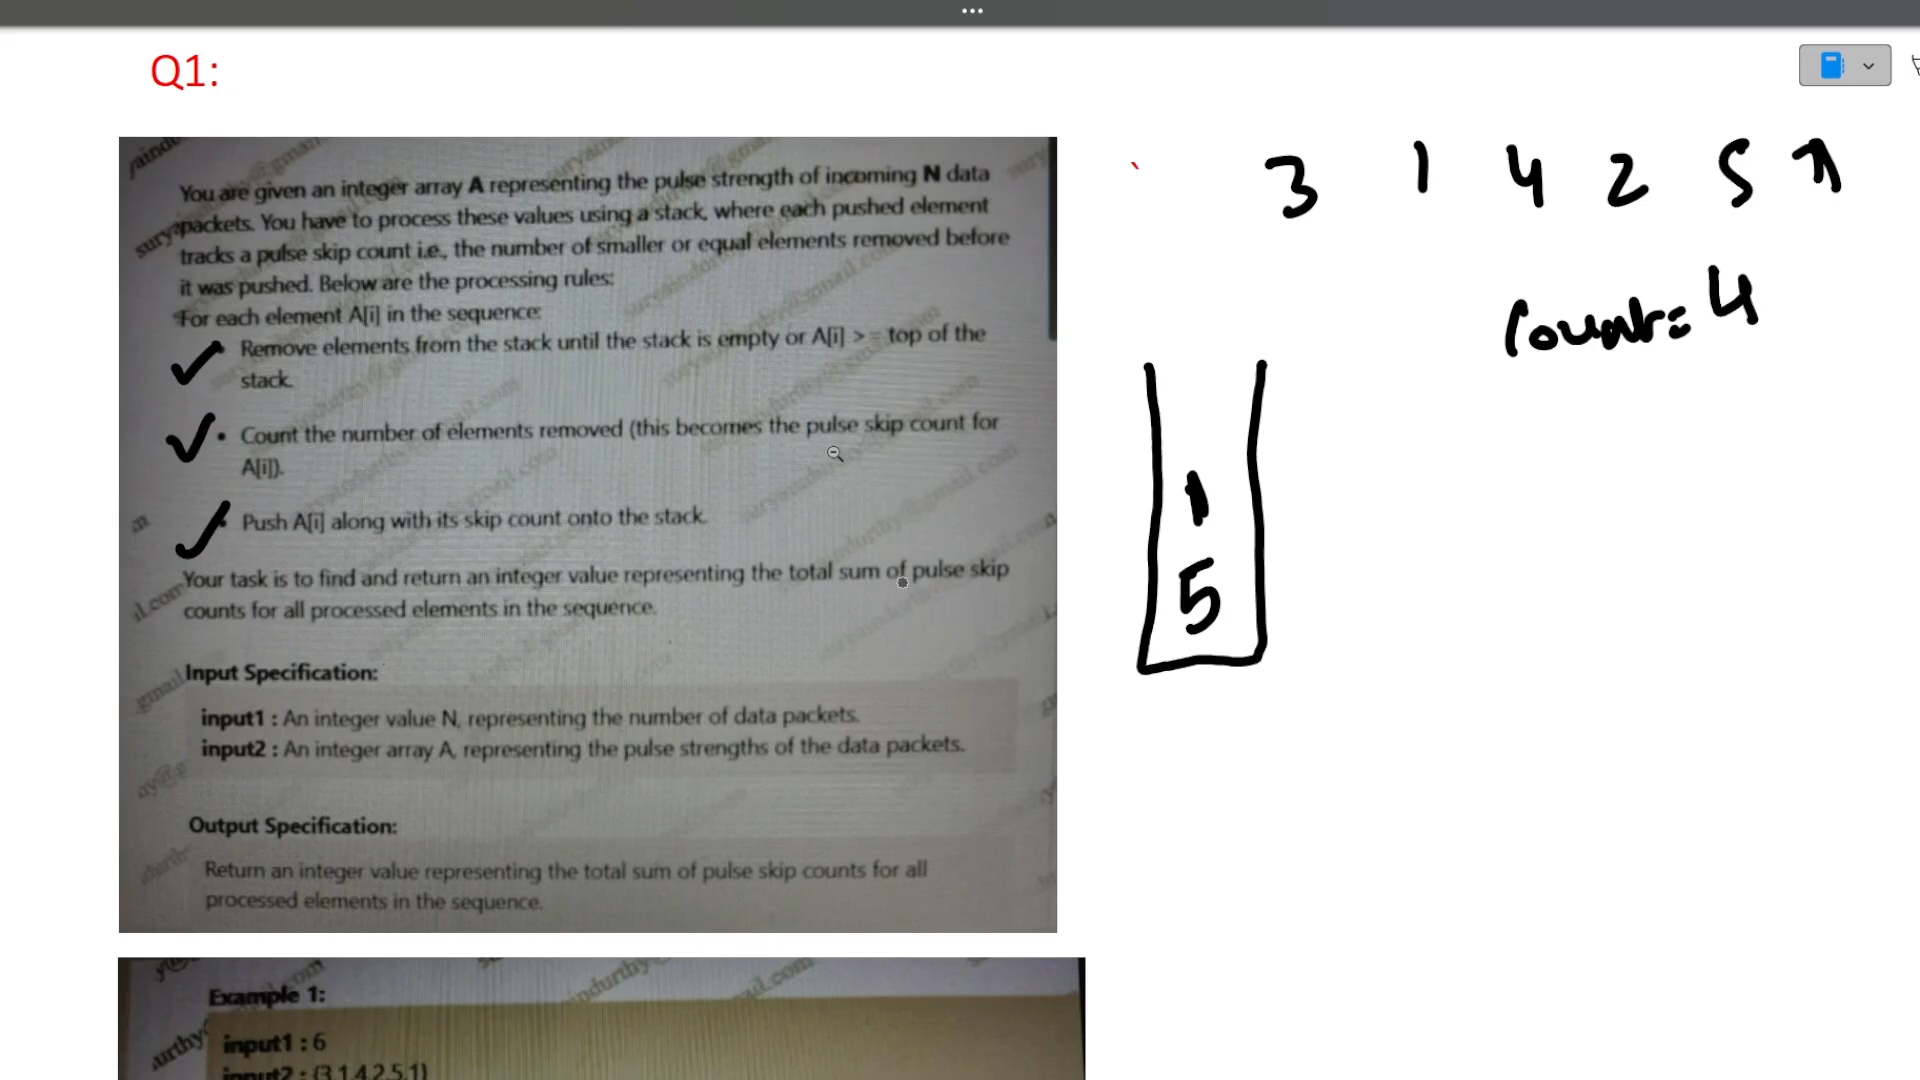 Q1:
You are given an integer array A representing the pulse strength of incoming N data
packets. You have to process these values using a stack, where each pushed element
tracks a pulse skip count i.e., the number of smaller or equal elements removed before
it was pushed. Below are the processing rules:
For each element A[i] in the sequence:
• Remove elements from the stack until the stack is empty or A[i] >= top of the
stack.
• Count the number of elements removed (this becomes the pulse skip count for
A[i]).
• Push A[i] along with its skip count onto the stack.
Your task is to find and return an integer value representing the total sum of pulse skip
counts for all processed elements in the sequence.
Input Specification:
input1 : An integer value N, representing the number of data packets.
input2 : An integer array A, representing the pulse strengths of the data packets.
Output Specification:
Return an integer value representing the total sum of pulse skip counts for all
processed elements in the sequence.
Example 1:
input1 : 6
input2 : {3,1,4,2,5,1}
3 1 4 2 5 1
Count = 4
1
5